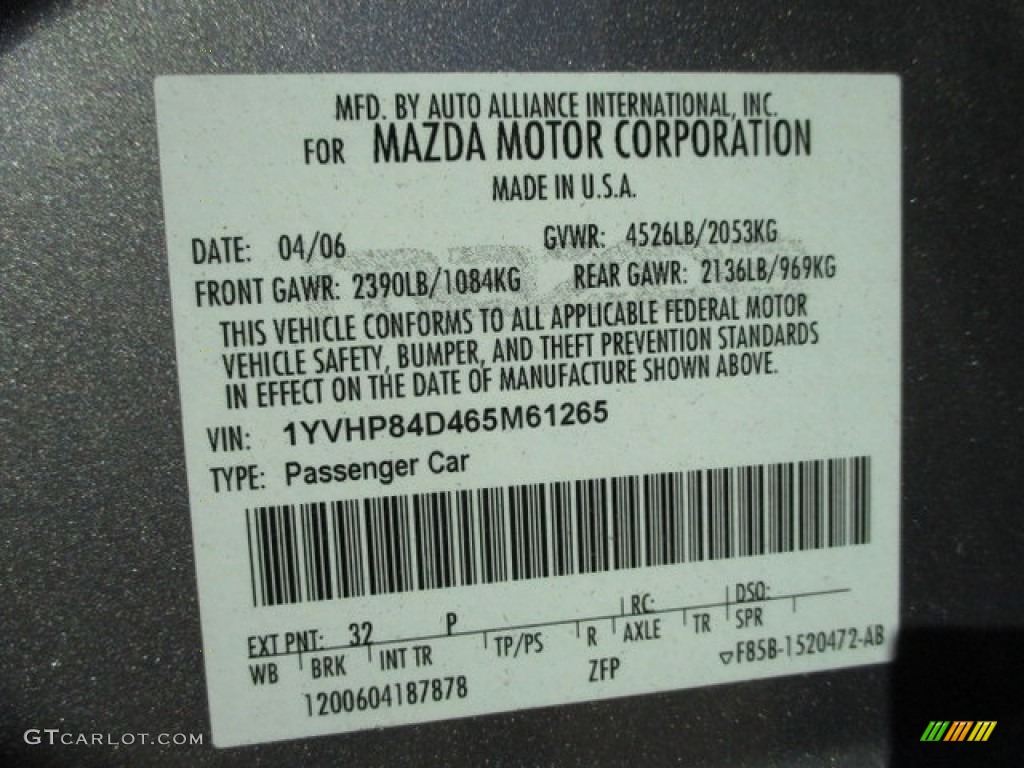 MFD. BY AUTO ALLIANCE INTERNATIONAL, INC.
FOR MAZDA MOTOR CORPORATION
MADE IN U.S.A.
DATE: 04/06 GVWR: 4526LB/2053KG
FRONT GAWR: 2390LB/1084KG REAR GAWR: 2136LB/969KG
THIS VEHICLE CONFORMS TO ALL APPLICABLE FEDERAL MOTOR
VEHICLE SAFETY, BUMPER, AND THEFT PREVENTION STANDARDS
IN EFFECT ON THE DATE OF MANUFACTURE SHOWN ABOVE.
VIN: 1YVHP84D465M61265
TYPE: Passenger Car
EXT PNT: 32 P RC: DSO:
WB BRK INT TR TP/PS R AXLE TR SPR
1200604187878 ZFP ▽F85B-1520472-AB
GTCARLOT.COM